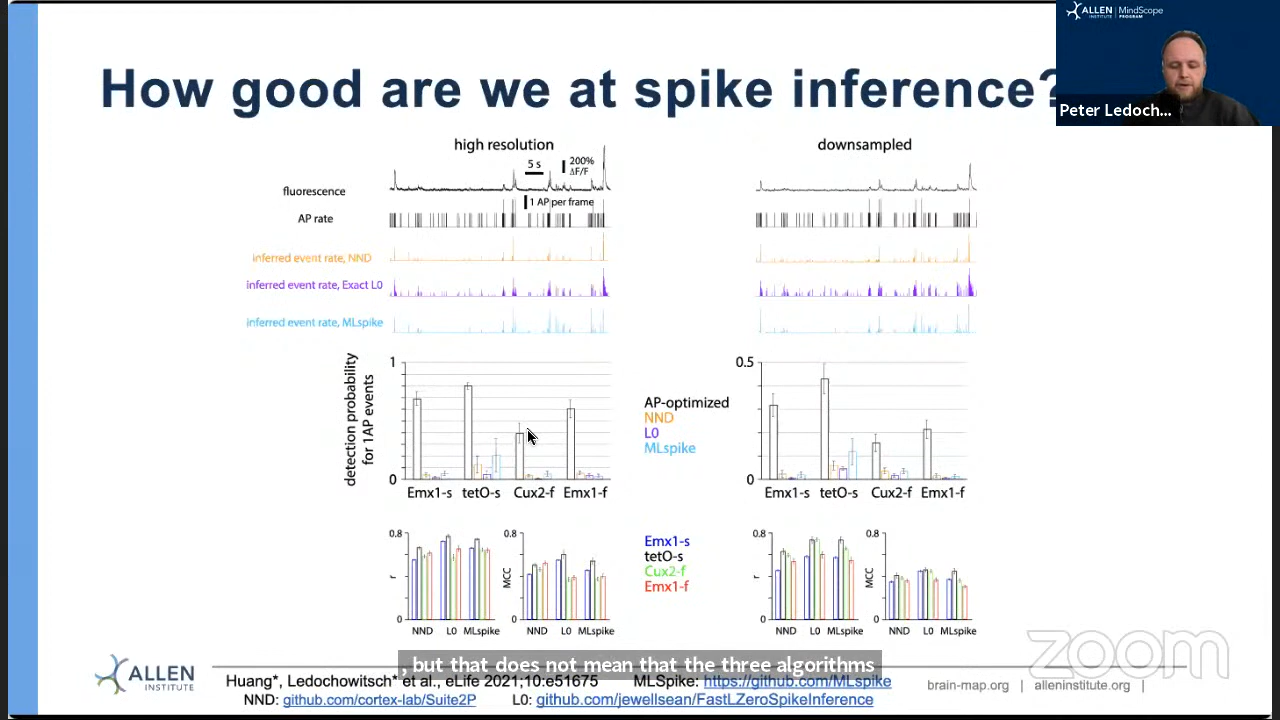 ALLEN INSTITUTE | MindScope PROGRAM
Peter Ledoch...
How good are we at spike inference?
high resolution
downsampled
5 s
200%
ΔF/F
fluorescence
1 AP per frame
AP rate
inferred event rate, NND
inferred event rate, Exact L0
inferred event rate, MLspike
detection probability
for 1AP events
1
0
Emx1-s tetO-s Cux2-f Emx1-f
AP-optimized
NND
L0
MLspike
0.5
0
Emx1-s tetO-s Cux2-f Emx1-f
0.8
r
0
NND L0 MLspike
0.8
MCC
0
NND L0 MLspike
Emx1-s
tetO-s
Cux2-f
Emx1-f
0.8
r
0
NND L0 MLspike
0.8
MCC
0
NND L0 MLspike
zoom
, but that does not mean that the three algorithms
ALLEN
INSTITUTE
Huang*, Ledochowitsch* et al., eLife 2021;10:e51675 MLSpike: https://github.com/MLspike
NND: github.com/cortex-lab/Suite2P L0: github.com/jewellsean/FastLZeroSpikeInference
brain-map.org | alleninstitute.org |